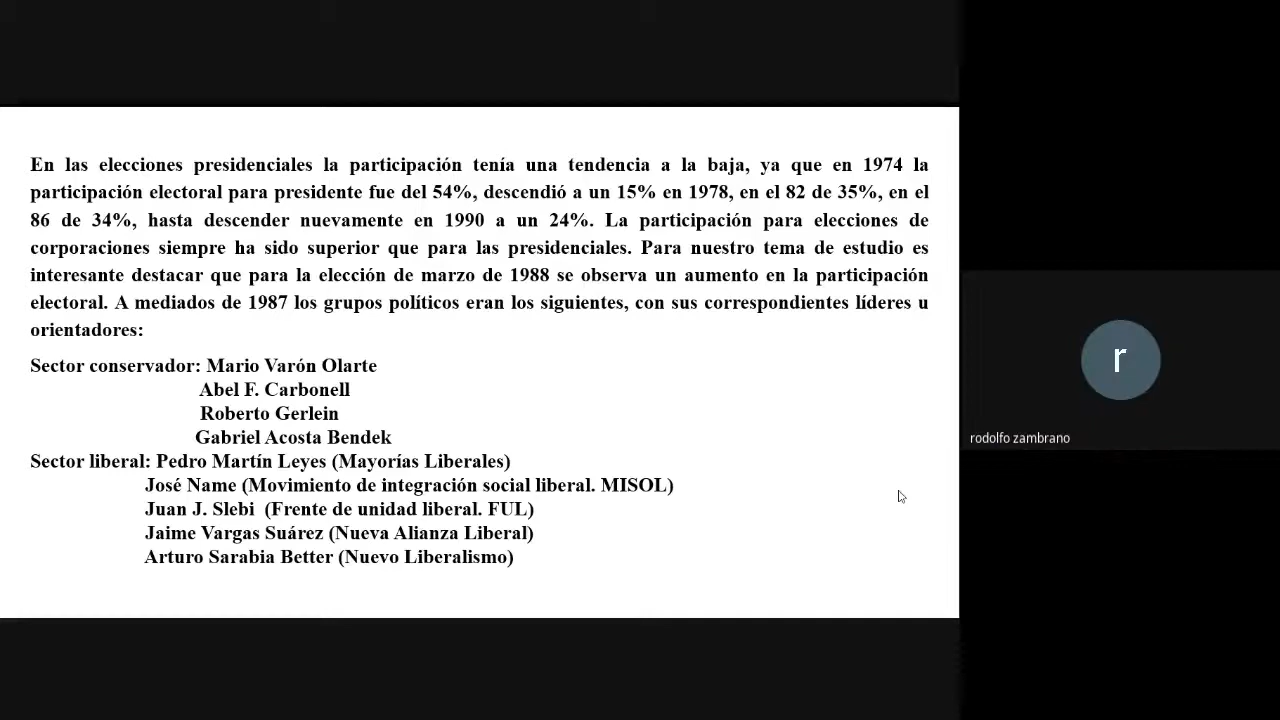 En las elecciones presidenciales la participación tenía una tendencia a la baja, ya que en 1974 la
participación electoral para presidente fue del 54%, descendió a un 15% en 1978, en el 82 de 35%, en el
86 de 34%, hasta descender nuevamente en 1990 a un 24%. La participación para elecciones de
corporaciones siempre ha sido superior que para las presidenciales. Para nuestro tema de estudio es
interesante destacar que para la elección de marzo de 1988 se observa un aumento en la participación
electoral. A mediados de 1987 los grupos políticos eran los siguientes, con sus correspondientes líderes u
orientadores:
Sector conservador: Mario Varón Olarte
Abel F. Carbonell
Roberto Gerlein
Gabriel Acosta Bendek
Sector liberal: Pedro Martín Leyes (Mayorías Liberales)
José Name (Movimiento de integración social liberal. MISOL)
Juan J. Slebi (Frente de unidad liberal. FUL)
Jaime Vargas Suárez (Nueva Alianza Liberal)
Arturo Sarabia Better (Nuevo Liberalismo)
r
rodolfo zambrano